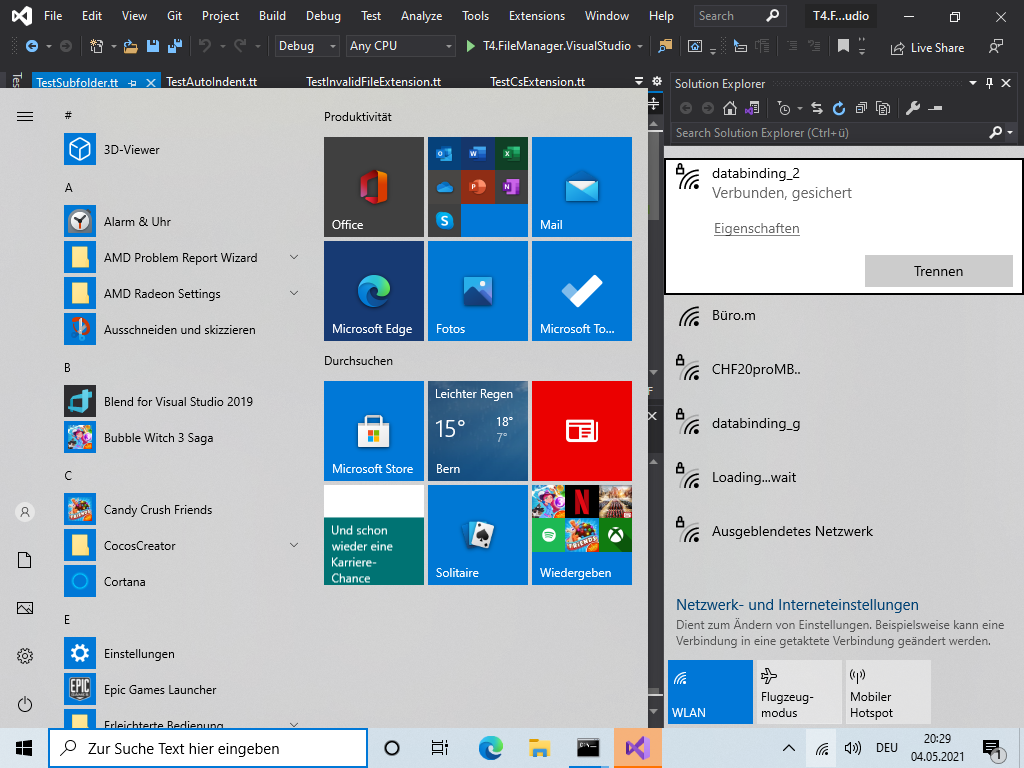 File Edit View Git Project Build Debug Test Analyze Tools Extensions Window Help Search T4.F...udio
Debug Any CPU T4.FileManager.VisualStudio Live Share
TestSubfolder.tt TestAutoIndent.tt TestInvalidFileExtension.tt TestCsExtension.tt
Solution Explorer
Search Solution Explorer (Ctrl+ü)
#
3D-Viewer
A
Alarm & Uhr
AMD Problem Report Wizard
AMD Radeon Settings
Ausschneiden und skizzieren
B
Blend for Visual Studio 2019
Bubble Witch 3 Saga
C
Candy Crush Friends
CocosCreator
Cortana
E
Einstellungen
EPIC
Epic Games Launcher
Erleichterte Bedienung
Produktivität
Office
Mail
Microsoft Edge
Fotos
Microsoft To...
Durchsuchen
Microsoft Store
Leichter Regen
15° 18°
7°
Bern
Und schon
wieder eine
Karriere-
Chance
Solitaire
Wiedergeben
databinding_2
Verbunden, gesichert
Eigenschaften
Trennen
Büro.m
CHF20proMB..
databinding_g
Loading...wait
Ausgeblendetes Netzwerk
Netzwerk- und Interneteinstellungen
Dient zum Ändern von Einstellungen. Beispielsweise kann eine
Verbindung in eine getaktete Verbindung geändert werden.
WLAN
Flugzeug-
modus
Mobiler
Hotspot
Zur Suche Text hier eingeben
DEU
20:29
04.05.2021
1